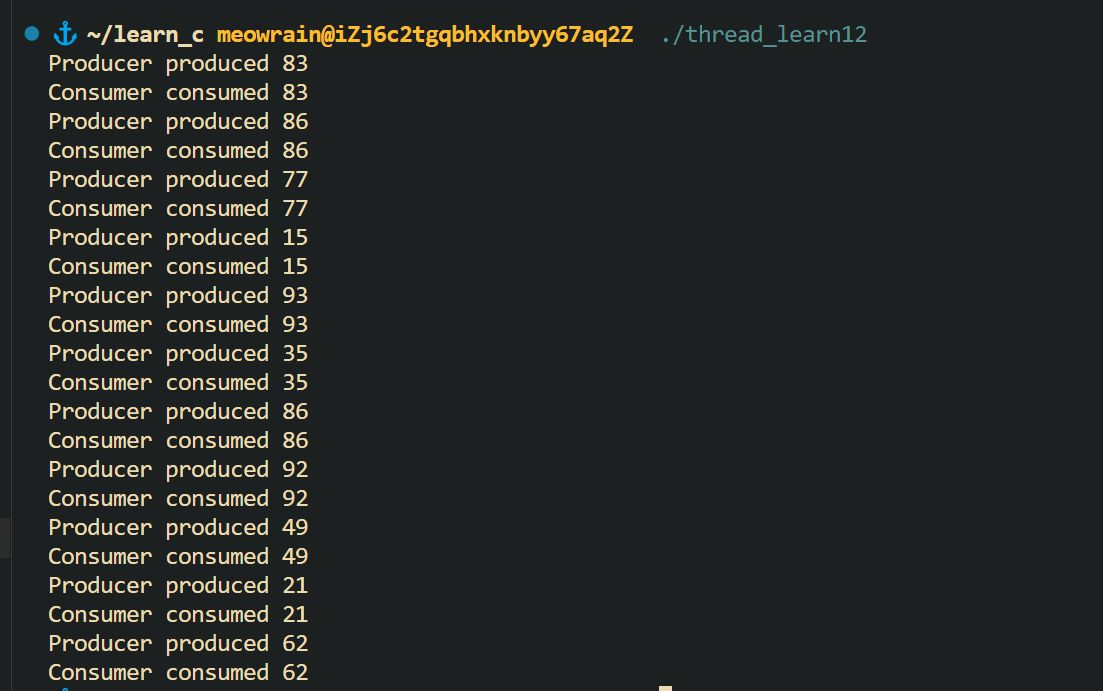 ~/learn_c meowrain@iZj6c2tgqbhxknbyy67aq2Z ./thread_learn12
Producer produced 83
Consumer consumed 83
Producer produced 86
Consumer consumed 86
Producer produced 77
Consumer consumed 77
Producer produced 15
Consumer consumed 15
Producer produced 93
Consumer consumed 93
Producer produced 35
Consumer consumed 35
Producer produced 86
Consumer consumed 86
Producer produced 92
Consumer consumed 92
Producer produced 49
Consumer consumed 49
Producer produced 21
Consumer consumed 21
Producer produced 62
Consumer consumed 62